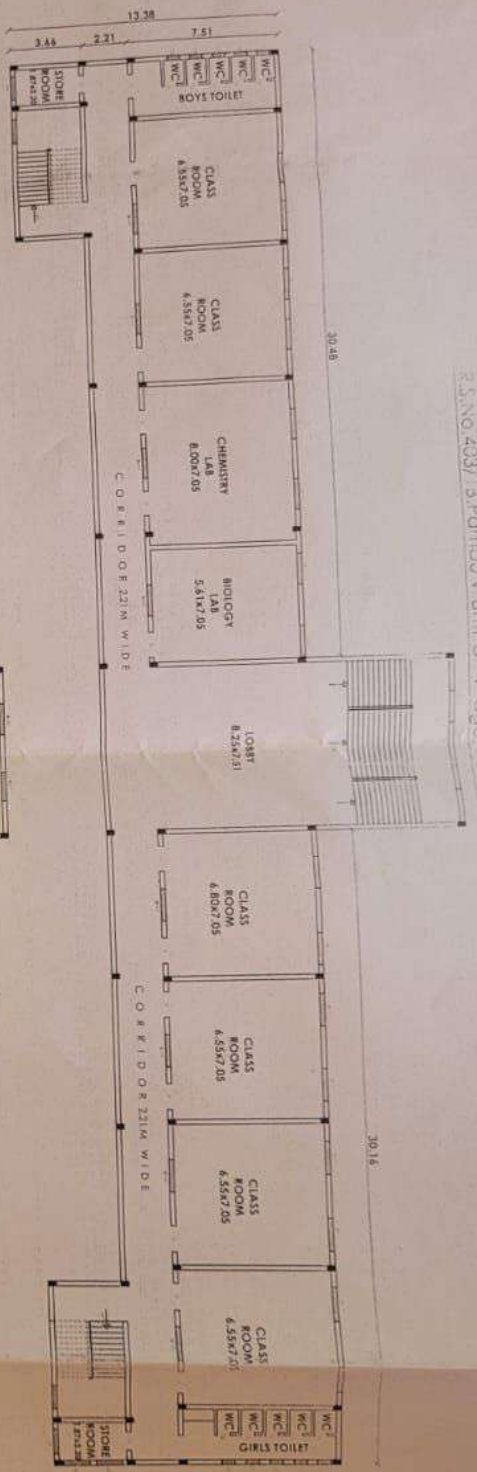 13.38
3.66
2.21
7.51
STORE
ROOM
WC
WC
WC
WC
WC
BOYS TOILET
CLASS
ROOM
6.55x7.05
CLASS
ROOM
6.55x7.05
30.48
CHEMISTRY
LAB
8.00x7.05
BIOLOGY
LAB
5.61x7.05
CORRIDOR 2.21M WIDE
R.S.NO.403/
LOBBY
8.25x7.51
CLASS
ROOM
6.80x7.05
CLASS
ROOM
6.55x7.05
CLASS
ROOM
6.55x7.05
CLASS
ROOM
6.55x7.05
30.16
CORRIDOR 2.21M WIDE
STORE
ROOM
WC
WC
WC
WC
WC
GIRLS TOILET